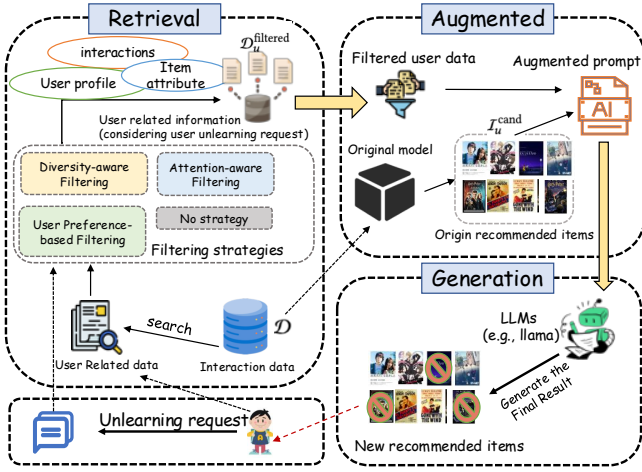 Retrieval
interactions
User profile
Item
attribute
𝒟_u^filtered
User related information
(considering user unlearning request)
Diversity-aware
Filtering
Attention-aware
Filtering
User Preference-
based Filtering
No strategy
Filtering strategies
search
𝒟
User Related data
Interaction data
Unlearning request
Augmented
Filtered user data
Augmented prompt
AI
Original model
I_u^cand
Origin recommended items
Generation
LLMs
(e.g., llama)
Generate the
Final Result
New recommended items